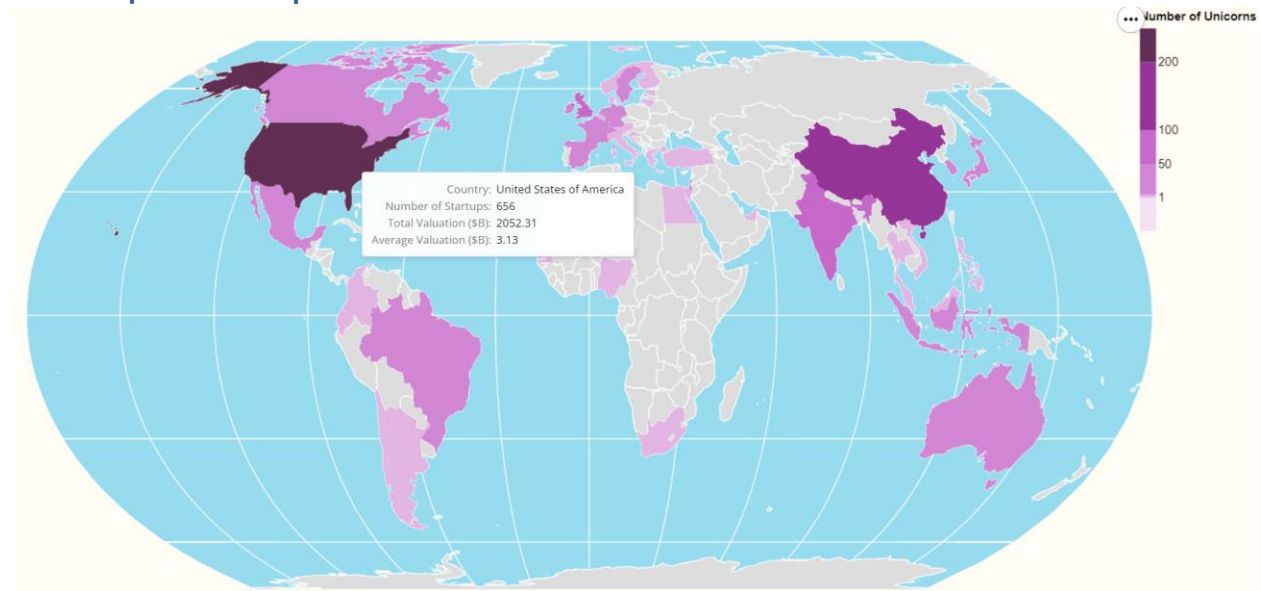 Number of Unicorns
200
100
50
1
Country: United States of America
Number of Startups: 656
Total Valuation ($B): 2052.31
Average Valuation ($B): 3.13